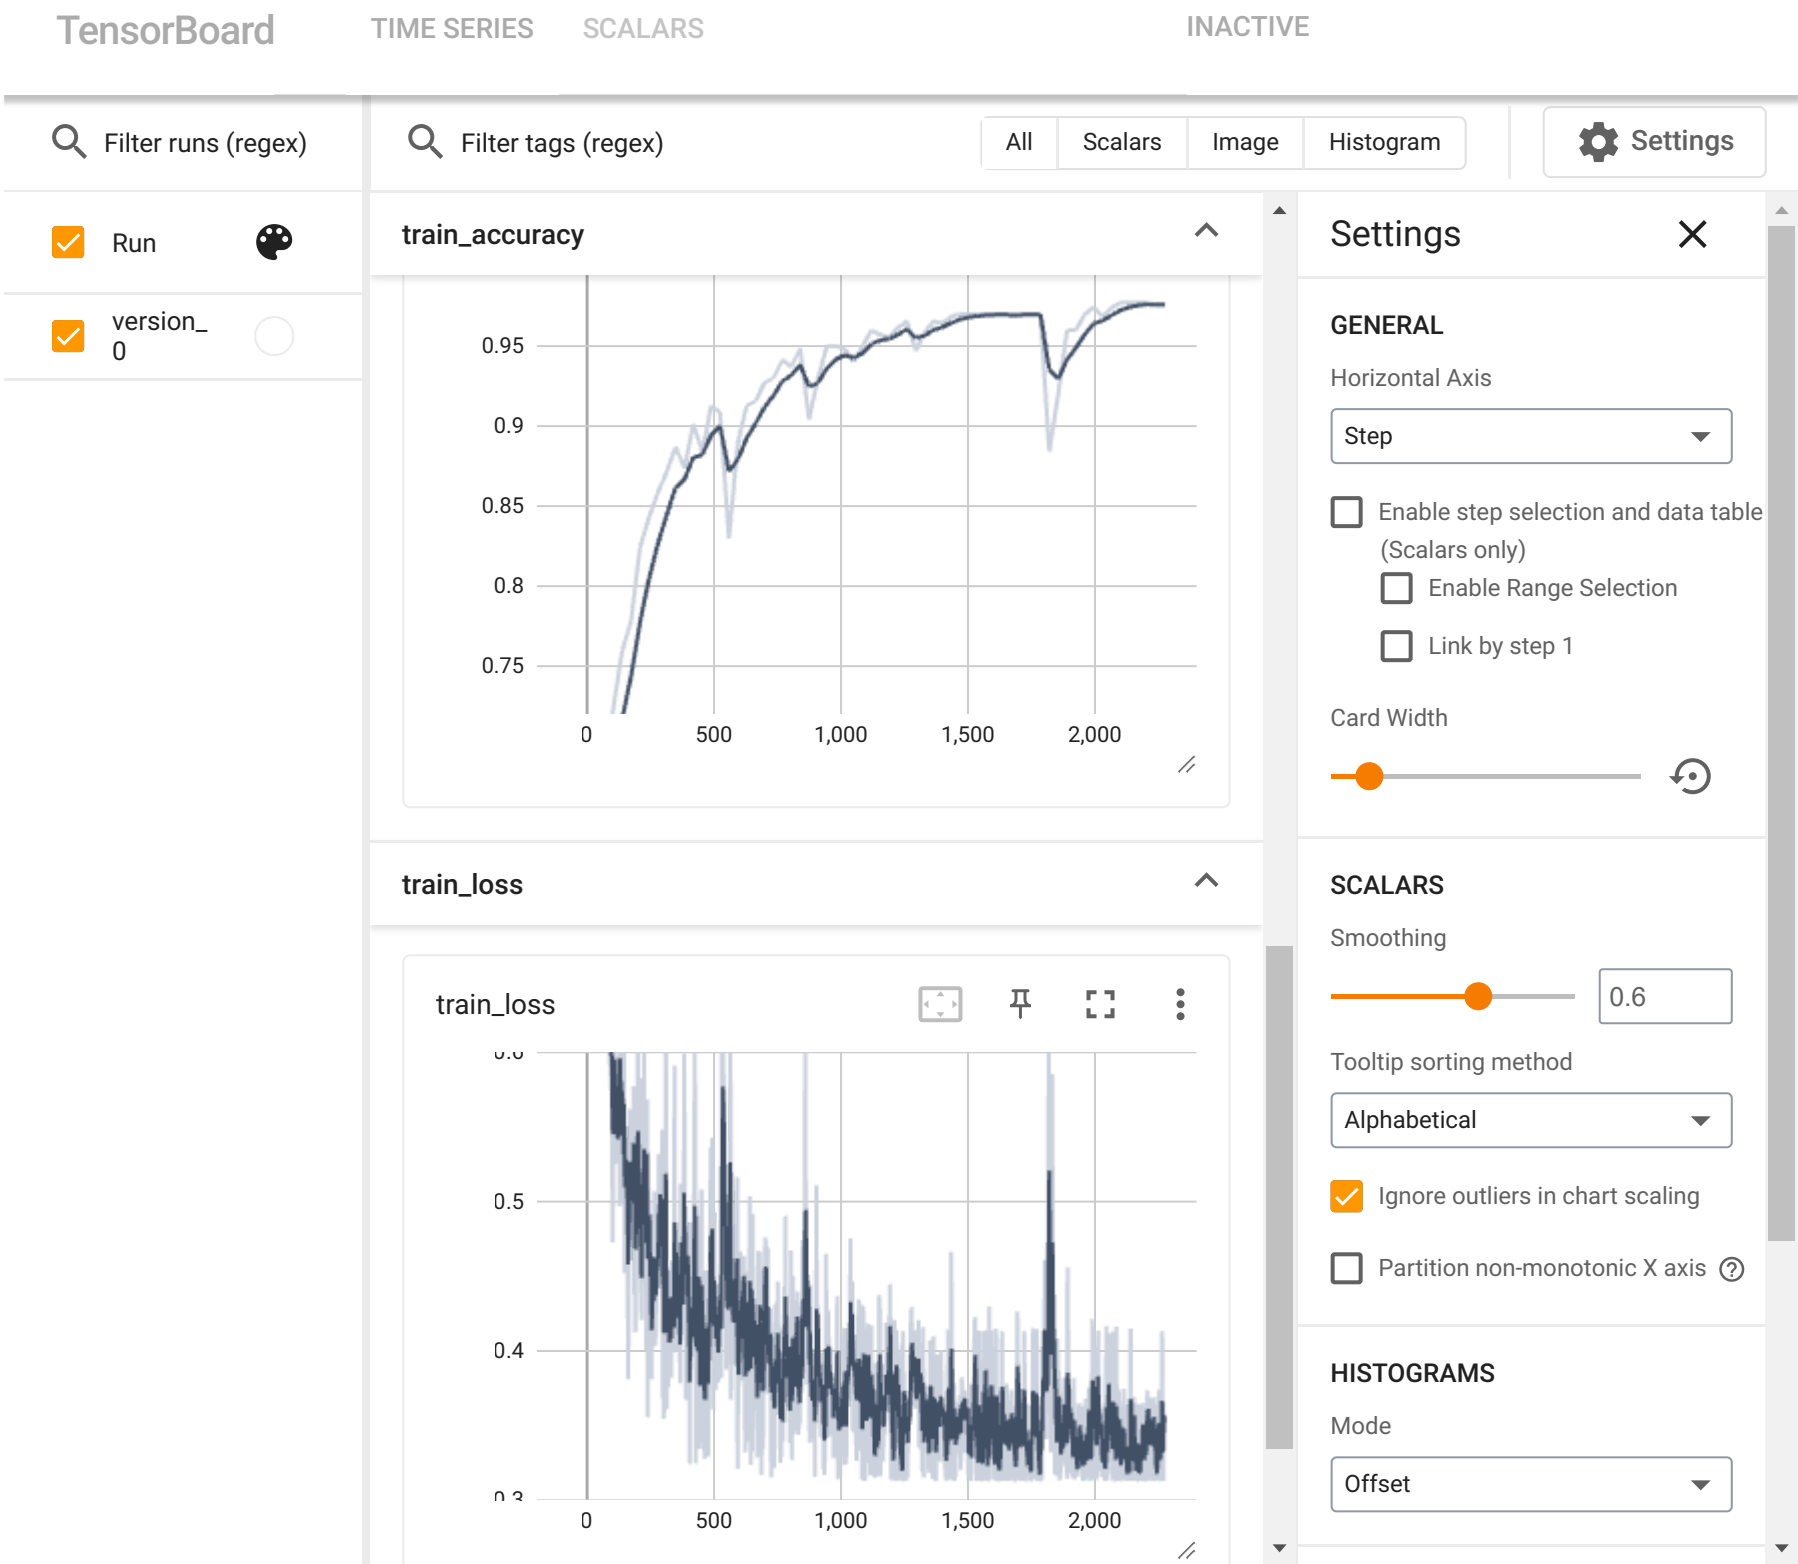 TensorBoard
TIME SERIES
SCALARS
INACTIVE
Filter runs (regex)
Filter tags (regex)
All
Scalars
Image
Histogram
Settings
Run
version_
0
train_accuracy
0.95
0.9
0.85
0.8
0.75
0
500
1,000
1,500
2,000
train_loss
train_loss
0.6
0.5
0.4
0.3
0
500
1,000
1,500
2,000
Settings
GENERAL
Horizontal Axis
Step
Enable step selection and data table
(Scalars only)
Enable Range Selection
Link by step 1
Card Width
SCALARS
Smoothing
0.6
Tooltip sorting method
Alphabetical
Ignore outliers in chart scaling
Partition non-monotonic X axis
HISTOGRAMS
Mode
Offset